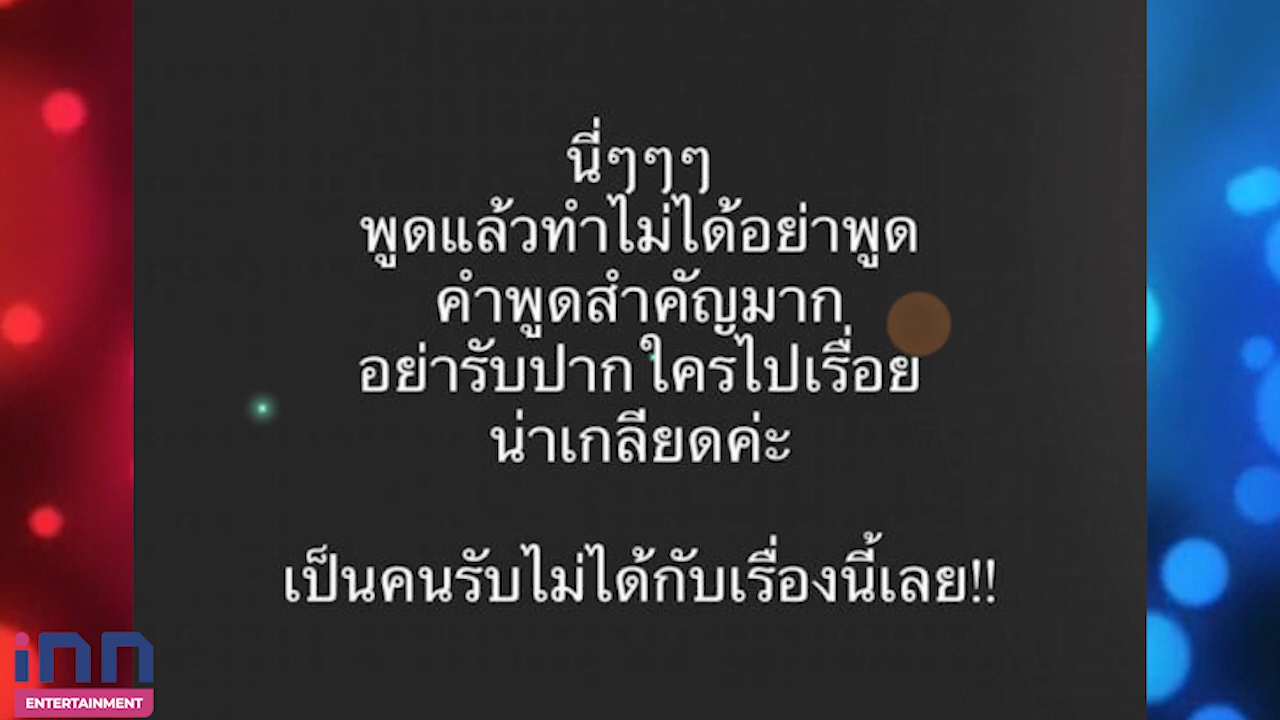 นี่ๆๆๆ
พูดแล้วทำไม่ได้อย่าพูด
คำพูดสำคัญมาก
อย่ารับปากใครไปเรื่อย
น่าเกลียดค่ะ
เป็นคนรับไม่ได้กับเรื่องนี้เลย!!
inn
ENTERTAINMENT